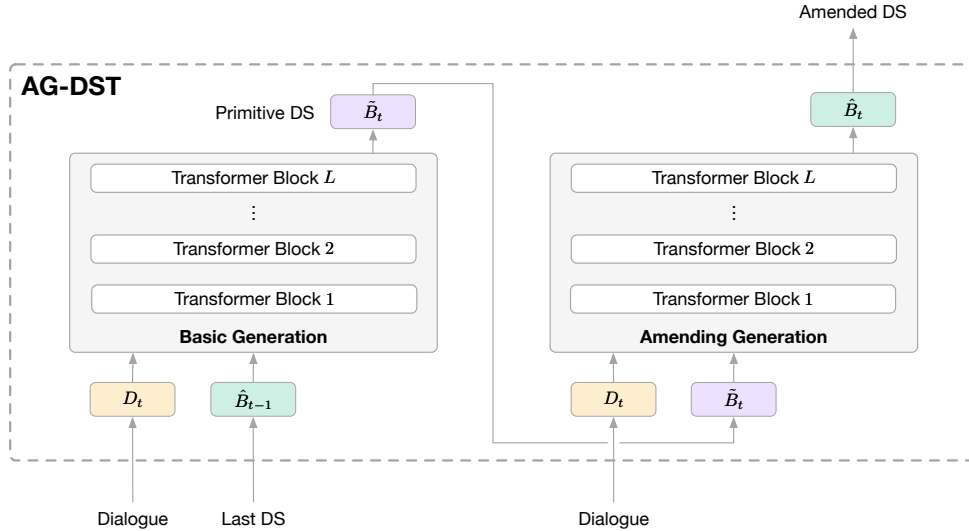 Amended DS
AG-DST
Primitive DS
B̃_t
B̂_t
Transformer Block L
⋮
Transformer Block 2
Transformer Block 1
Basic Generation
Transformer Block L
⋮
Transformer Block 2
Transformer Block 1
Amending Generation
D_t
B̂_{t−1}
D_t
B̃_t
Dialogue
Last DS
Dialogue